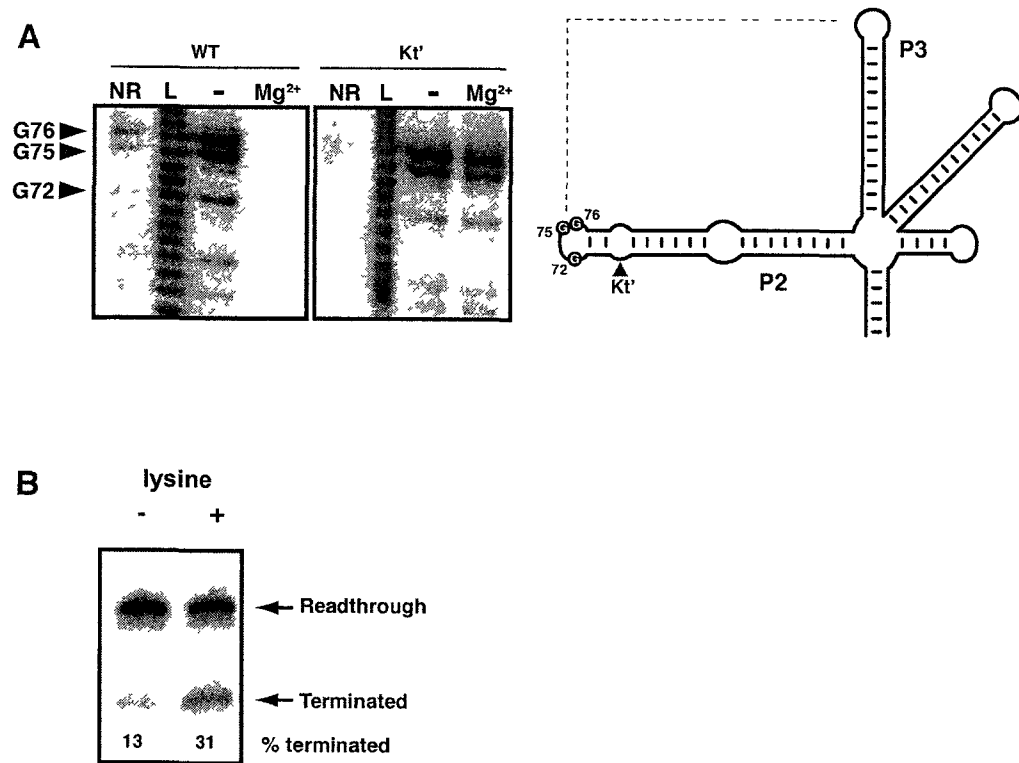 A
WT
Kt'
NR L - Mg2+
NR L - Mg2+
G76
G75
G72
P3
75 G G 76
72 G
Kt'
P2
B
lysine
- +
Readthrough
Terminated
13 31 % terminated